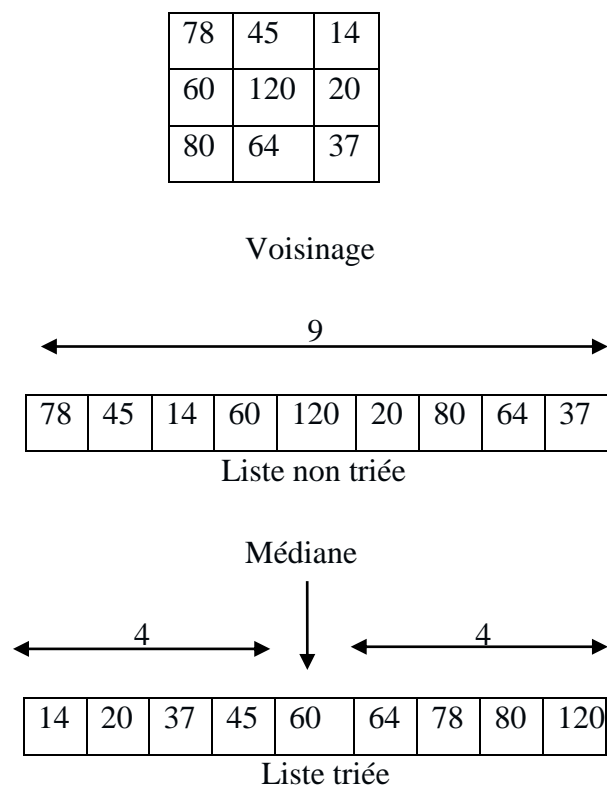 78 45 14
60 120 20
80 64 37
Voisinage
9
78 45 14 60 120 20 80 64 37
Liste non triée
Médiane
4 4
14 20 37 45 60 64 78 80 120
Liste triée